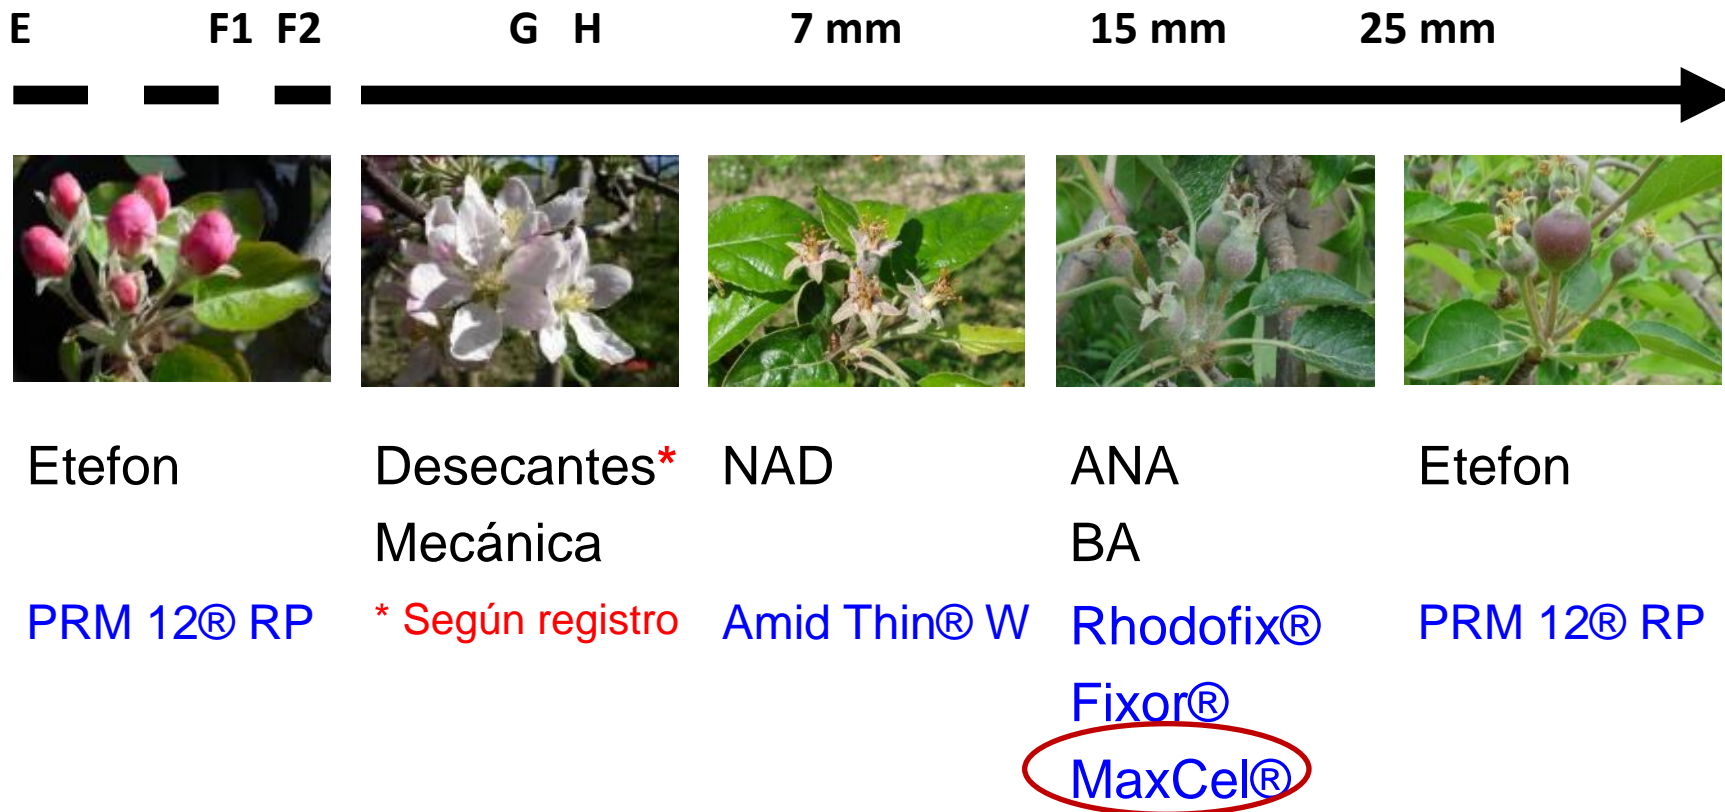 E F1 F2 G H 7 mm 15 mm 25 mm
Etefon Desecantes* NAD ANA Etefon
Mecánica BA
PRM 12® RP * Según registro Amid Thin® W Rhodofix® PRM 12® RP
Fixor®
MaxCel®